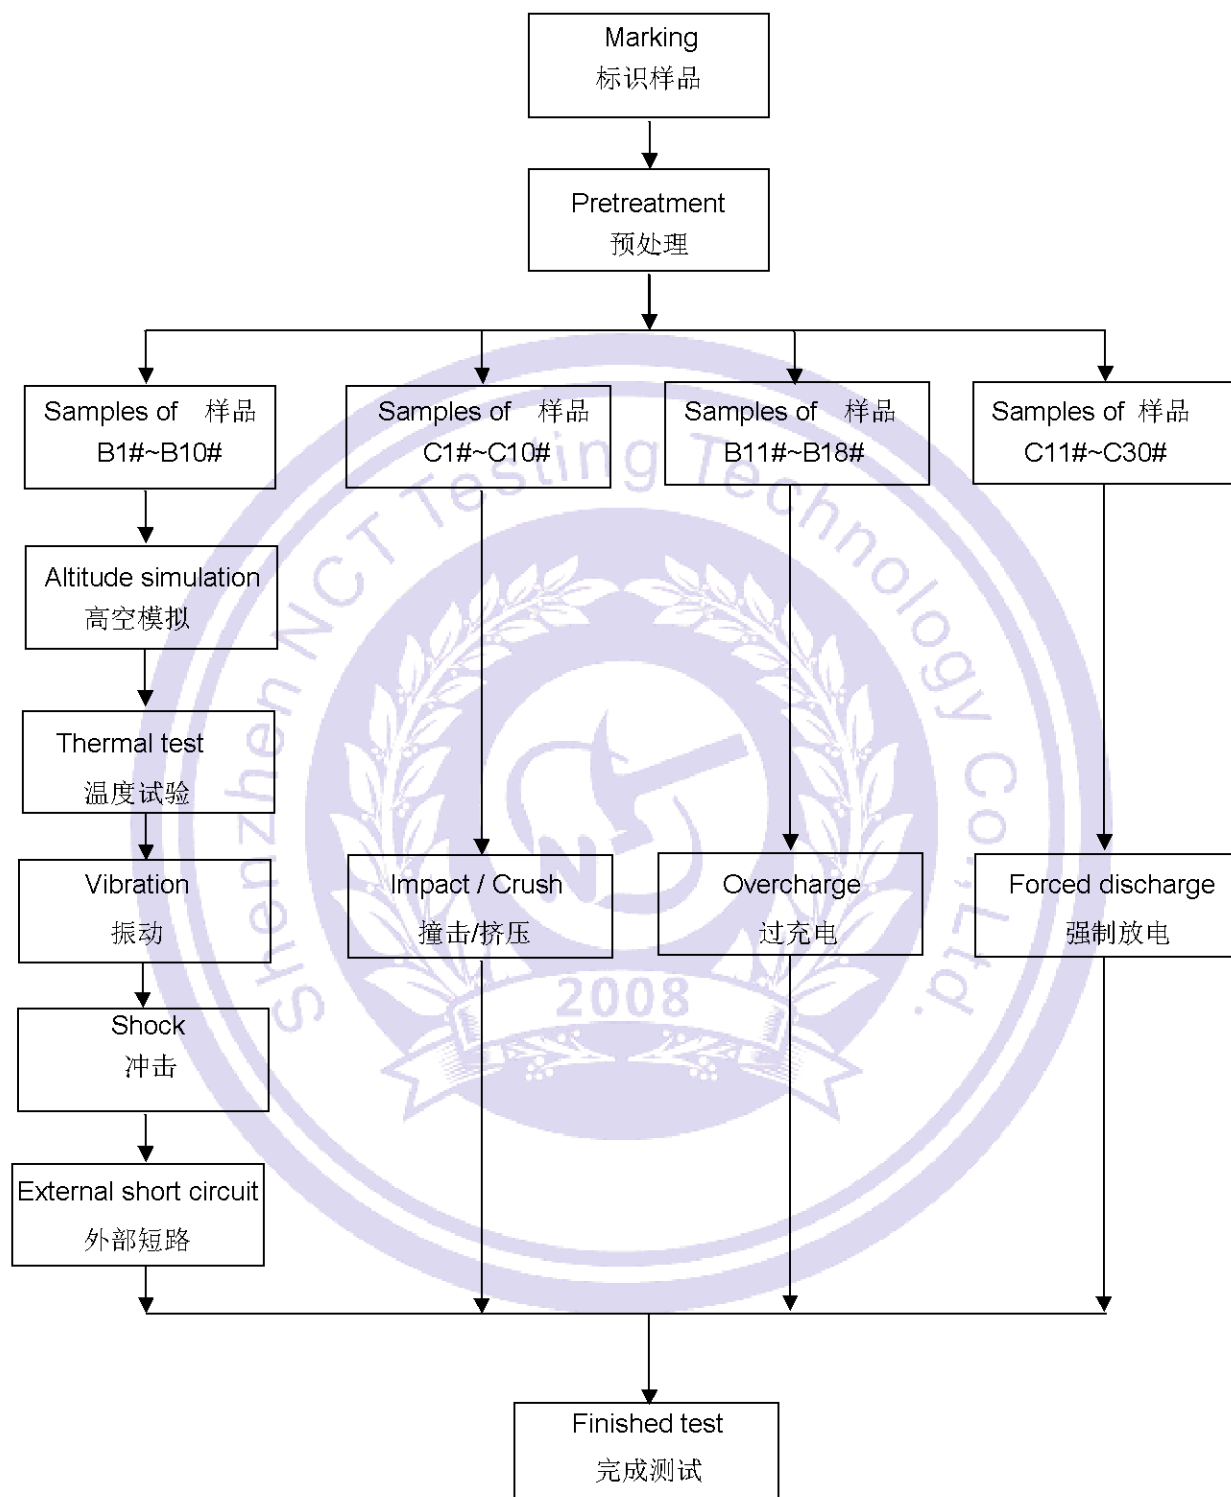 Marking
标识样品
Pretreatment
预处理
Samples of 样品
B1#~B10#
Samples of 样品
C1#~C10#
Samples of 样品
B11#~B18#
Samples of 样品
C11#~C30#
Altitude simulation
高空模拟
Thermal test
温度试验
Vibration
振动
Impact / Crush
撞击/挤压
Overcharge
过充电
Forced discharge
强制放电
Shock
冲击
External short circuit
外部短路
Finished test
完成测试
Shenzhen NCT Testing Technology Co.,Ltd.
N
2008